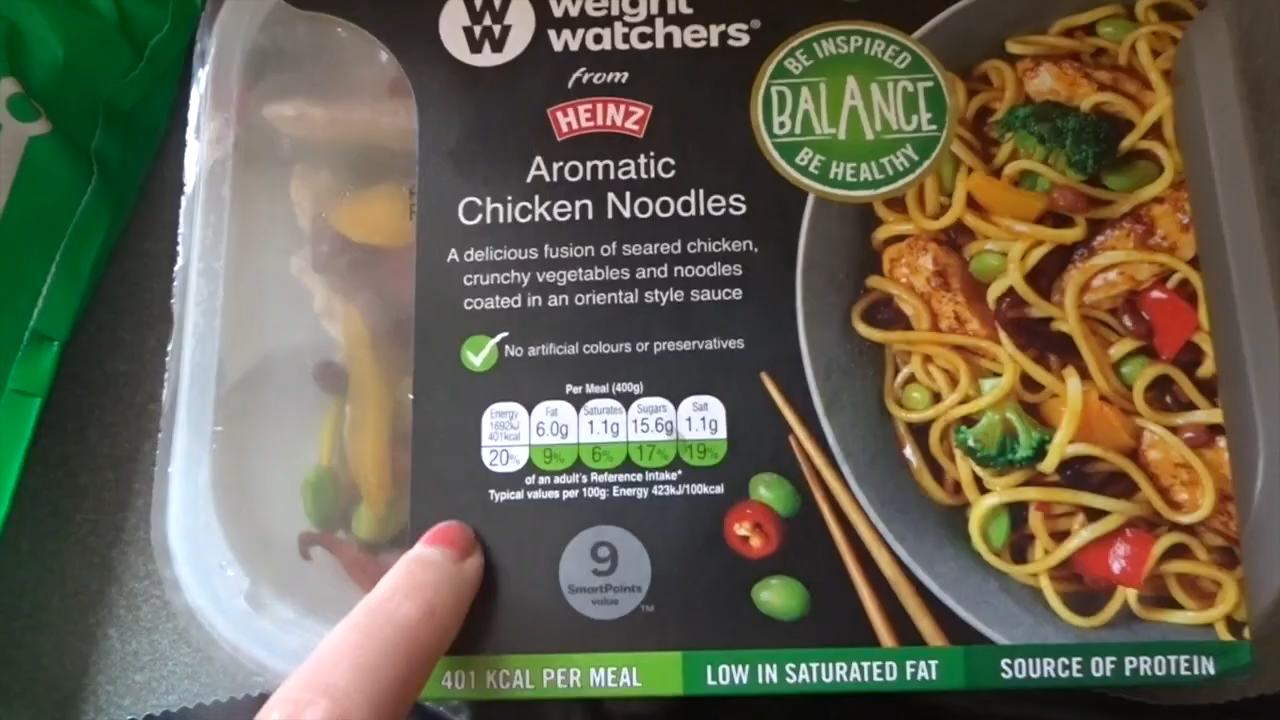 W
W
weight
watchers®
from
HEINZ
Aromatic
Chicken Noodles
A delicious fusion of seared chicken,
crunchy vegetables and noodles
coated in an oriental style sauce
No artificial colours or preservatives
Per Meal (400g)
Energy 1692kJ 401kcal 20%
Fat 6.0g 9%
Saturates 1.1g 6%
Sugars 15.6g 17%
Salt 1.1g 19%
of an adult's Reference Intake*
Typical values per 100g: Energy 423kJ/100kcal
9
SmartPoints
value
TM
BE INSPIRED
BALANCE
BE HEALTHY
401 KCAL PER MEAL
LOW IN SATURATED FAT
SOURCE OF PROTEIN